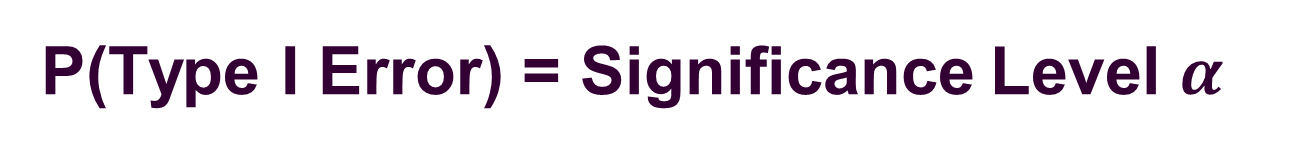 P(Type I Error) = Significance Level α